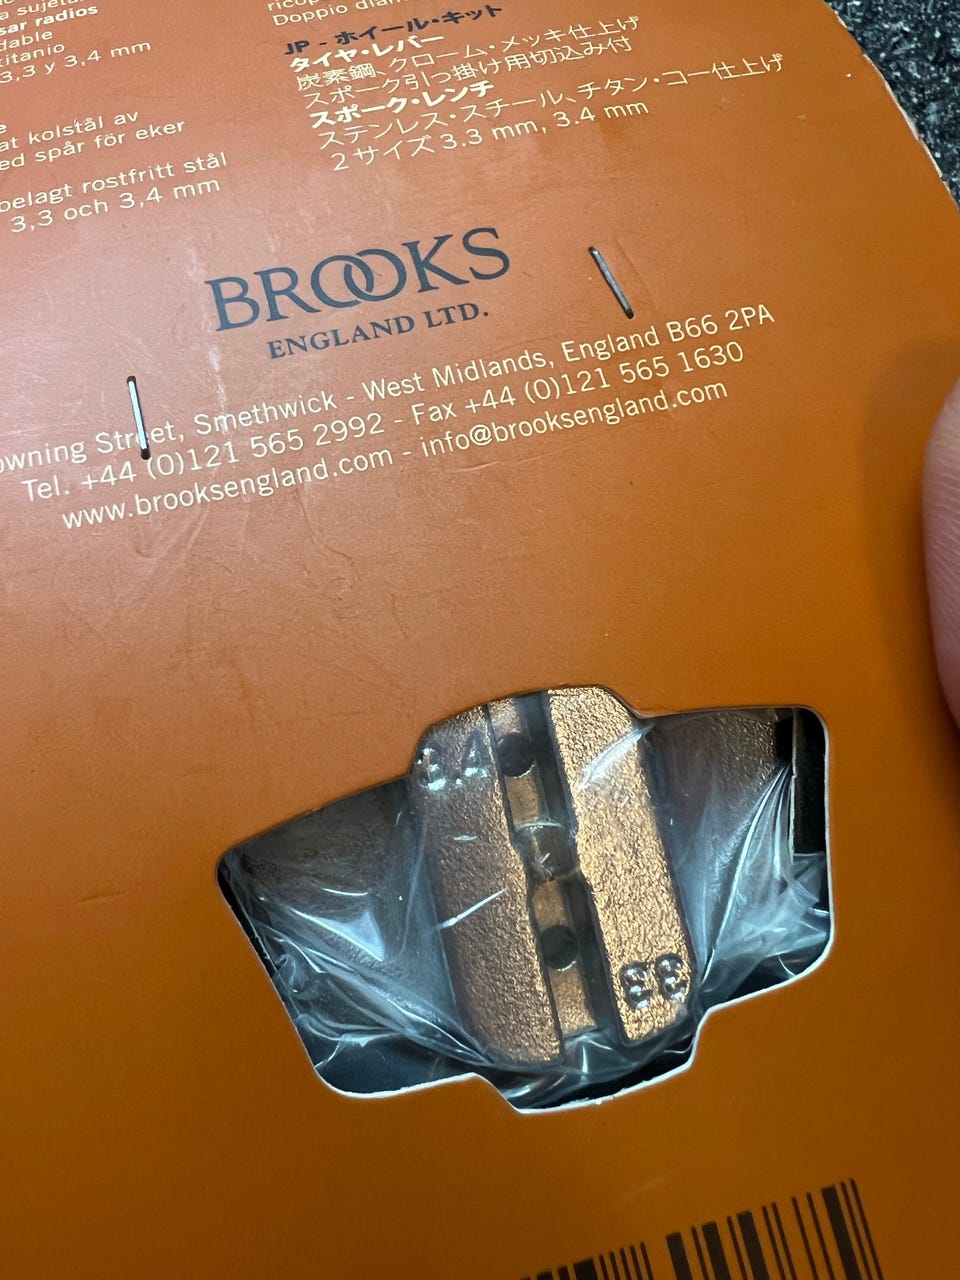 a sujetar
sar radios
dable
titanio
3,3 y 3,4 mm
at kolstål av
ed spår för eker
belagt rostfritt stål
3,3 och 3,4 mm
Doppio diam
JP - ホイール・キット
タイヤ・レバー
炭素鋼、クローム・メッキ仕上げ
スポーク引っ掛け用切込み付
スポーク・レンチ
ステンレス・スチール、チタン・コー仕上げ
2サイズ 3.3 mm, 3.4 mm
BROOKS
ENGLAND LTD.
owning Street, Smethwick - West Midlands, England B66 2PA
Tel. +44 (0)121 565 2992 - Fax +44 (0)121 565 1630
www.brooksengland.com - info@brooksengland.com
3.4
3.3